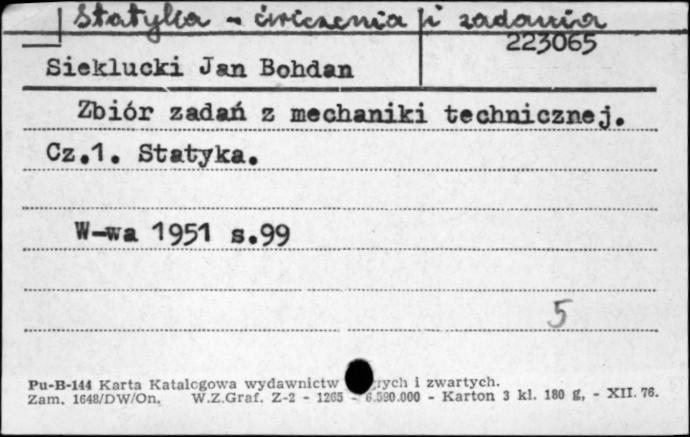 Statyka - ćwiczenia i zadania
223065
Sieklucki Jan Bohdan
Zbiór zadań z mechaniki technicznej.
Cz.1. Statyka.
W-wa 1951 s.99
5
Pu-B-144 Karta Katalogowa wydawnictw i zwartych.
Zam. 1648/DW/On. W.Z.Graf. Z-2 - 1265 - 6.590.000 - Karton 3 kl. 180 g, - XII. 76.